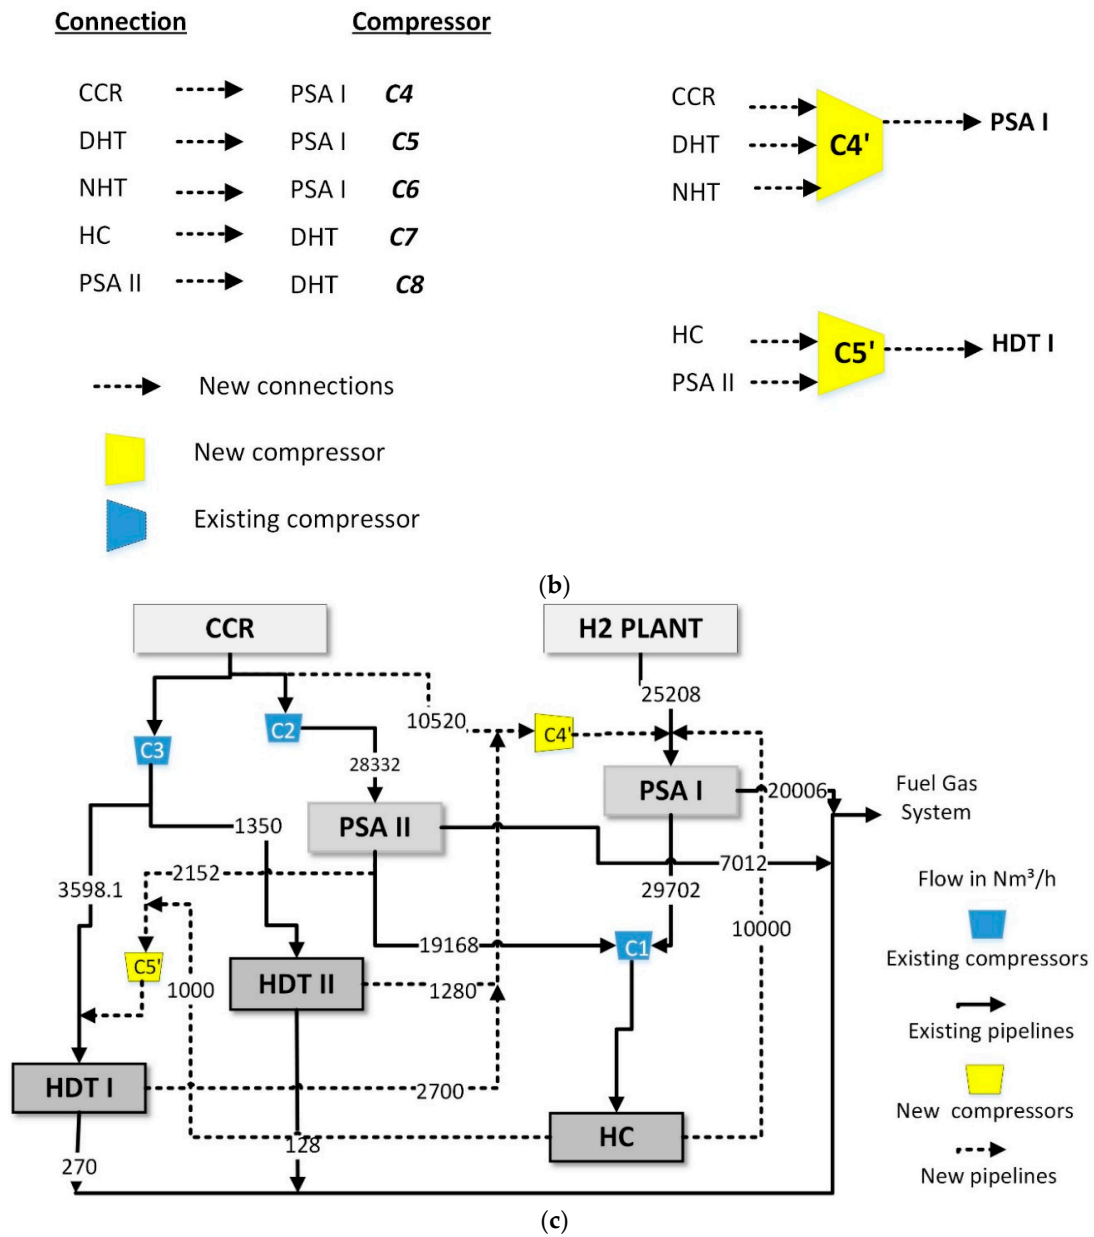 Connection Compressor
CCR PSA I C4
DHT PSA I C5
NHT PSA I C6
HC DHT C7
PSA II DHT C8
New connections
New compressor
Existing compressor
CCR
DHT
NHT
C4'
PSA I
HC
PSA II
C5'
HDT I
(b)
CCR
H2 PLANT
25208
10520
C4'
C2
C3
28332
PSA I
20006
Fuel Gas
System
1350
PSA II
7012
2152
3598.1
29702
Flow in Nm³/h
10000
19168
C1
Existing compressors
C5'
HDT II
1000
1280
Existing pipelines
HDT I
2700
New compressors
HC
128
270
New pipelines
(c)